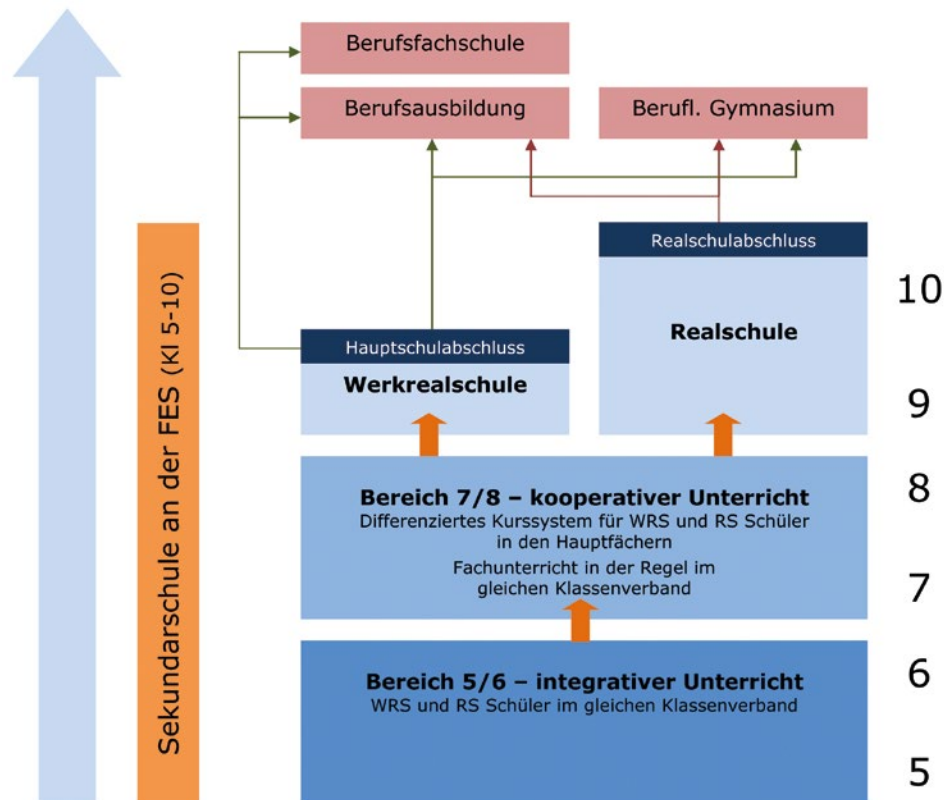 Berufsfachschule
Berufsausbildung
Berufl. Gymnasium
Realschulabschluss
10
Realschule
Hauptschulabschluss
Werkrealschule
9
Sekundarschule an der FES (Kl 5-10)
8
Bereich 7/8 – kooperativer Unterricht
Differenziertes Kurssystem für WRS und RS Schüler
in den Hauptfächern
Fachunterricht in der Regel im
gleichen Klassenverband
7
6
Bereich 5/6 – integrativer Unterricht
WRS und RS Schüler im gleichen Klassenverband
5